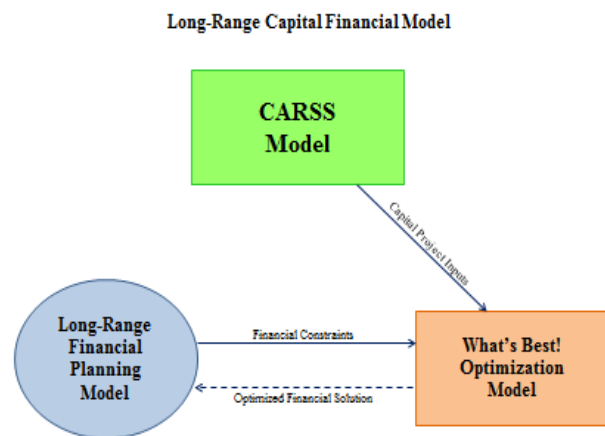 Long-Range Capital Financial Model
CARSS
Model
Capital Project Inputs
Long-Range
Financial
Planning
Model
Financial Constraints
Optimized Financial Solution
What's Best!
Optimization
Model